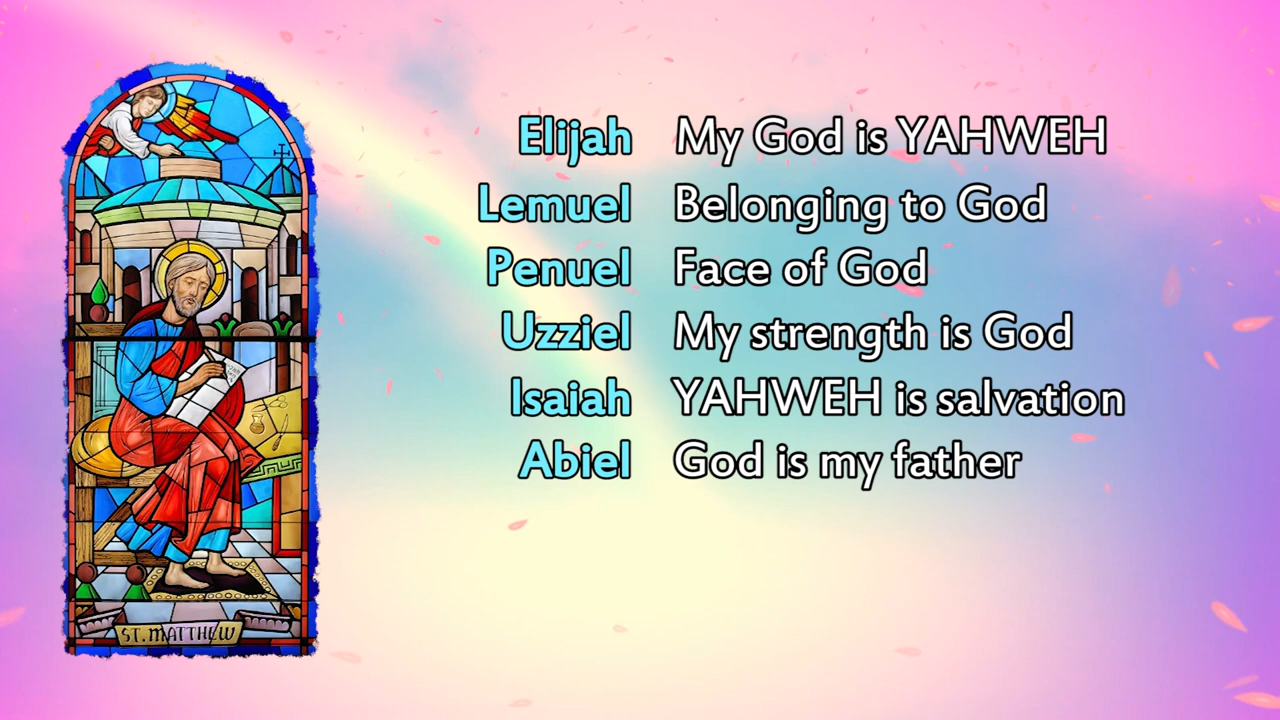 Elijah My God is YAHWEH
Lemuel Belonging to God
Penuel Face of God
Uzziel My strength is God
Isaiah YAHWEH is salvation
Abiel God is my father
ST. MATTHEW